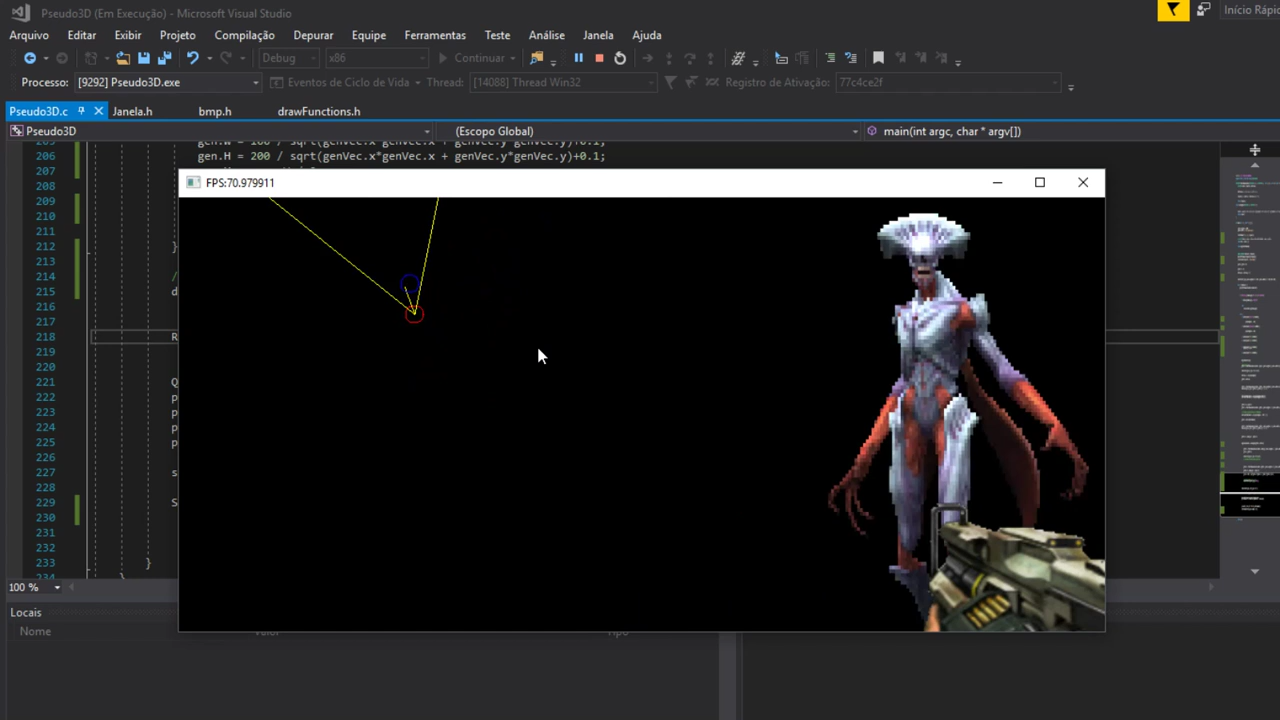 Pseudo3D (Em Execução) - Microsoft Visual Studio
Início Rápi
Arquivo Editar Exibir Projeto Compilação Depurar Equipe Ferramentas Teste Análise Janela Ajuda
Debug x86 Continuar
Processo: [9292] Pseudo3D.exe Eventos de Ciclo de Vida Thread: [14088] Thread Win32 Registro de Ativação: 77c4ce2f
Pseudo3D.c Janela.h bmp.h drawFunctions.h
Pseudo3D (Escopo Global) main(int argc, char * argv[])
206 gen.H = 200 / sqrt(genVec.x*genVec.x + genVec.y*genVec.y)+0.1;
207
FPS:70.979911
208
209
210
211
212 }
213
214 /
215 d
216
217
218 R
219
220
221 Q
222 p
223 p
224 p
225 p
226
227 s
228
229 S
230
231
232
233 }
234 }
100 %
Locais
Nome Valor Tipo